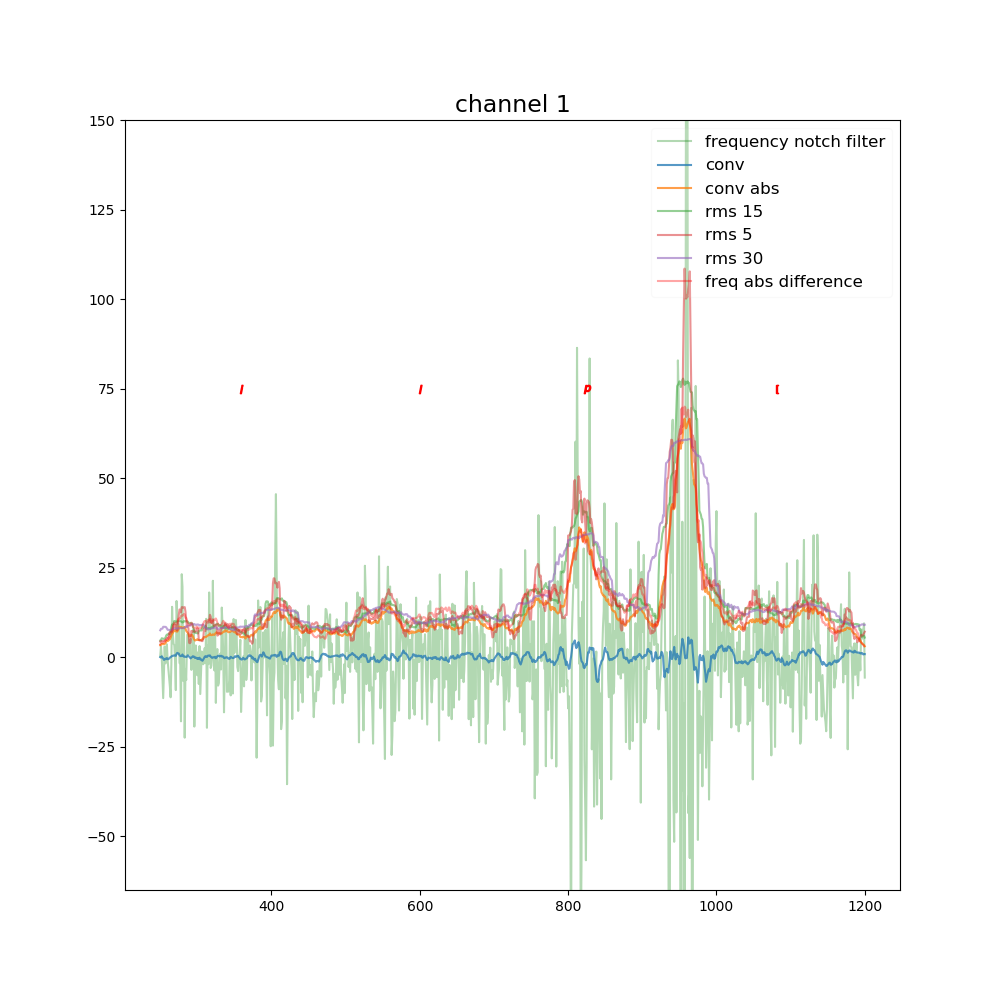 channel 1
150
125
100
75
50
25
0
−25
−50
frequency notch filter
conv
conv abs
rms 15
rms 5
rms 30
freq abs difference
400
600
800
1000
1200